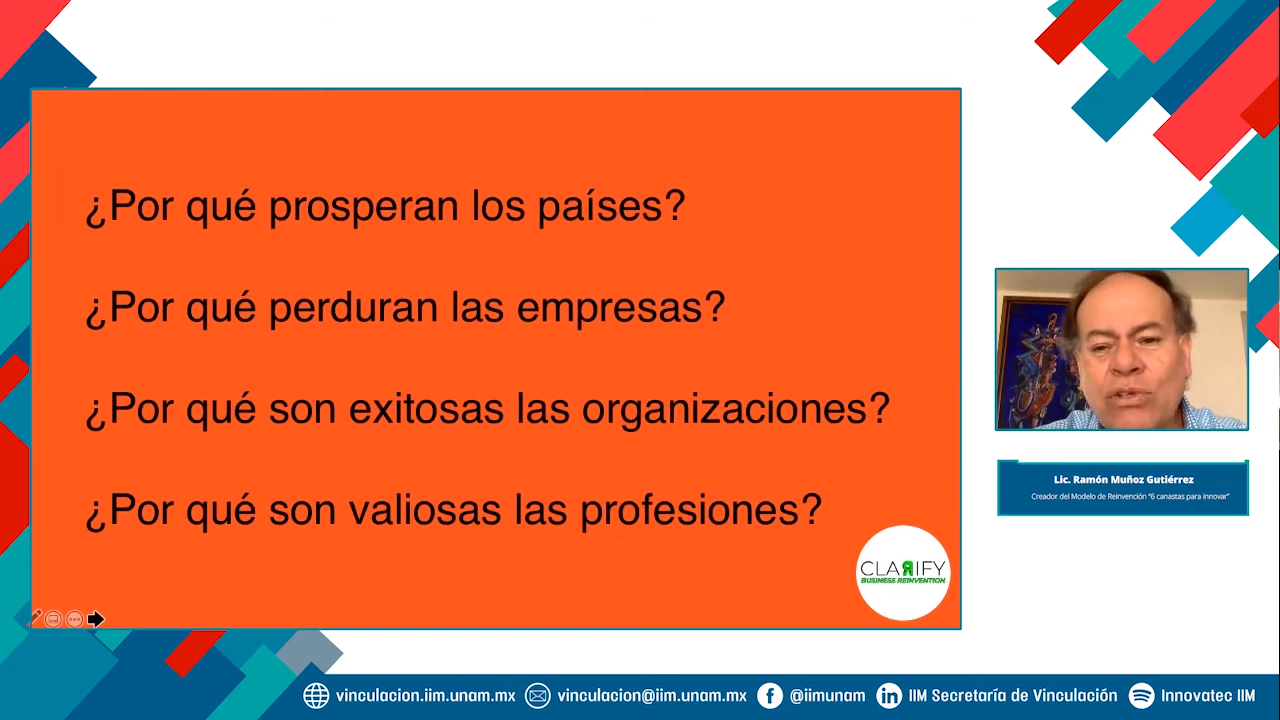 ¿Por qué prosperan los países?
¿Por qué perduran las empresas?
¿Por qué son exitosas las organizaciones?
¿Por qué son valiosas las profesiones?
CLARIFY
BUSINESS REINVENTION
Lic. Ramón Muñoz Gutiérrez
Creador del Modelo de Reinvención "6 canastas para innovar"
vinculacion.iim.unam.mx vinculacion@iim.unam.mx @iimunam IIM Secretaría de Vinculación Innovatec IIM